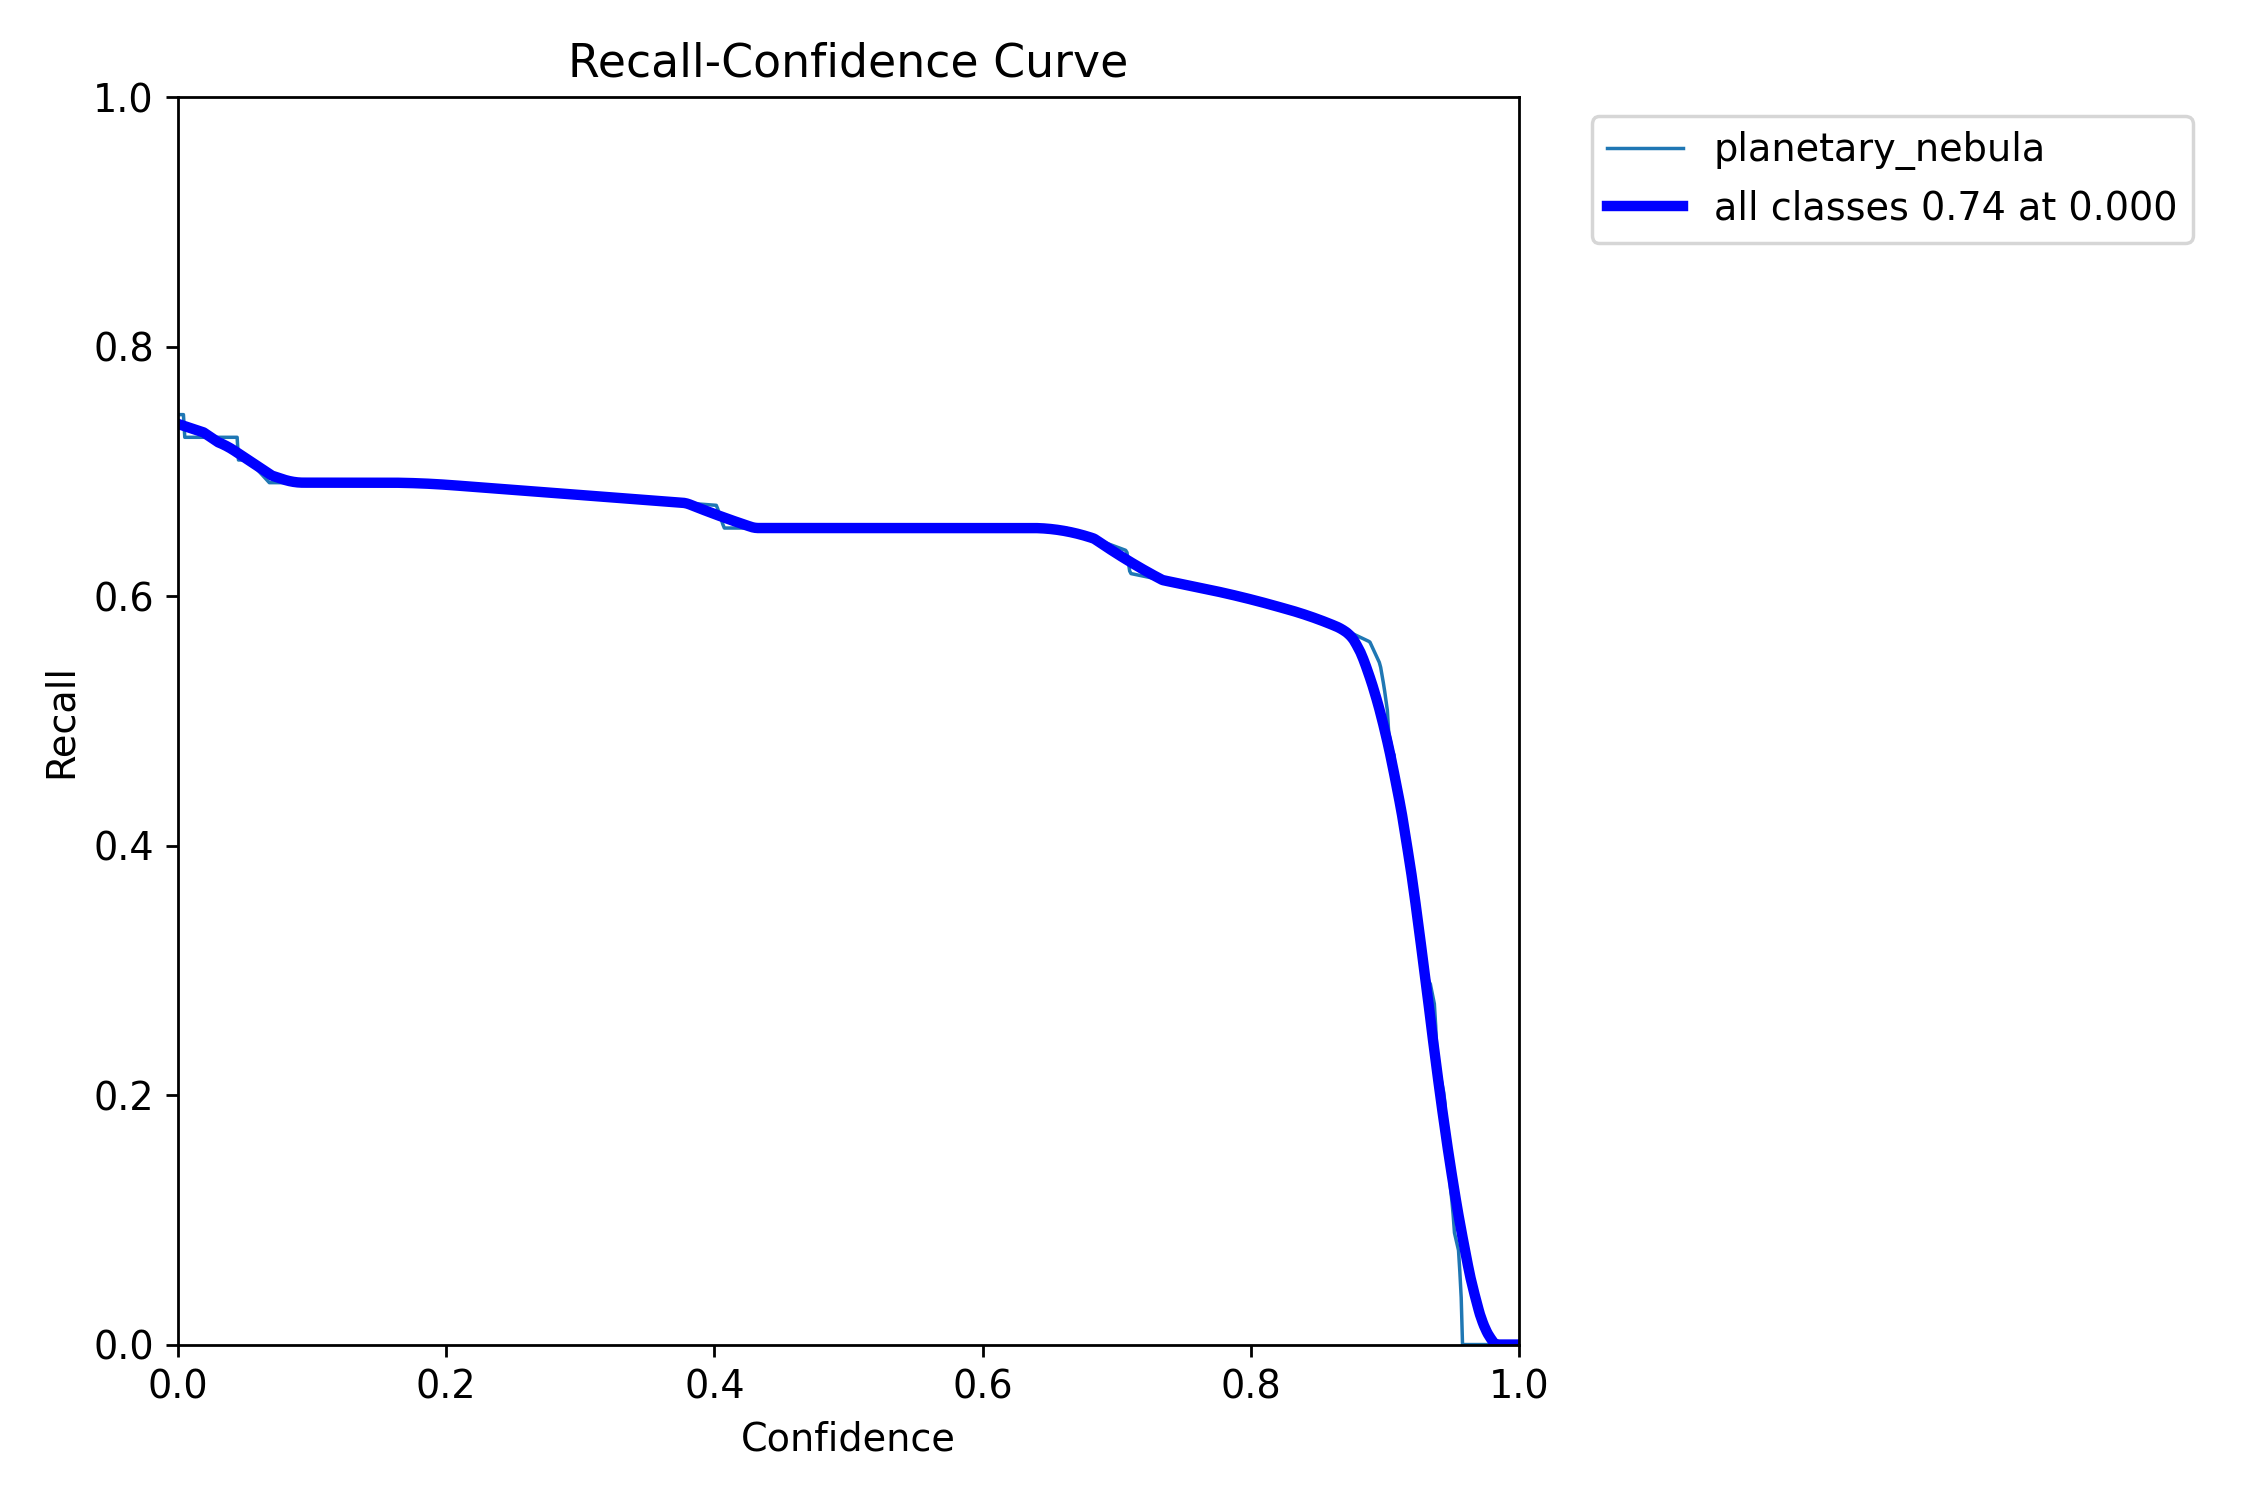 Recall-Confidence Curve
1.0
0.8
0.6
0.4
0.2
0.0
Recall
0.0 0.2 0.4 0.6 0.8 1.0
Confidence
planetary_nebula
all classes 0.74 at 0.000